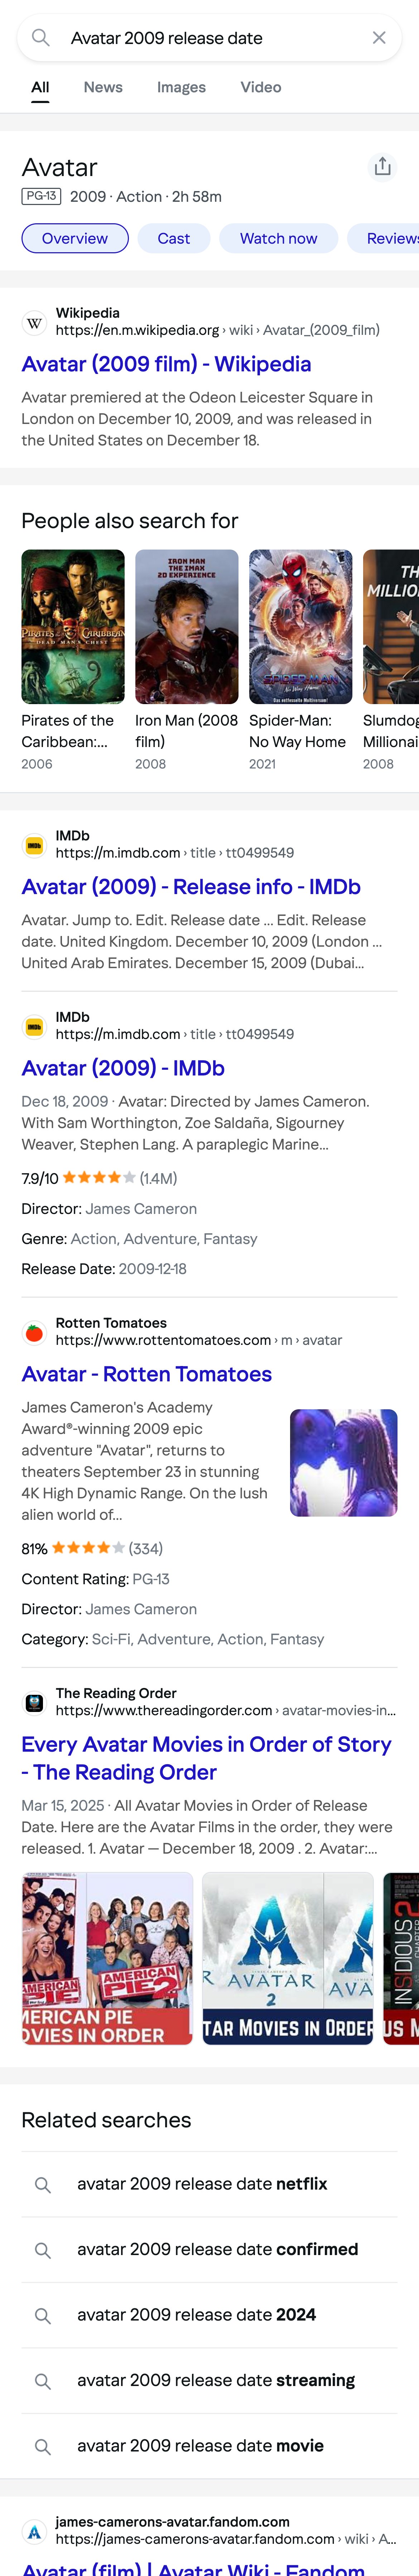 Avatar 2009 release date
All News Images Video
Avatar
PG-13 2009 · Action · 2h 58m
Overview Cast Watch now Reviews
Wikipedia
W https://en.m.wikipedia.org › wiki › Avatar_(2009_film)
Avatar (2009 film) - Wikipedia
Avatar premiered at the Odeon Leicester Square in
London on December 10, 2009, and was released in
the United States on December 18.
People also search for
IRON MAN
THE IMAX
2D EXPERIENCE
PIRATES of the CARIBBEAN
DEAD MAN'S CHEST
SPIDER-MAN
No Way Home
Pirates of the
Caribbean:...
2006
Iron Man (2008
film)
2008
Spider-Man:
No Way Home
2021
Slumdog
Millionai
2008
IMDb
https://m.imdb.com › title › tt0499549
Avatar (2009) - Release info - IMDb
Avatar. Jump to. Edit. Release date ... Edit. Release
date. United Kingdom. December 10, 2009 (London ...
United Arab Emirates. December 15, 2009 (Dubai...
IMDb
https://m.imdb.com › title › tt0499549
Avatar (2009) - IMDb
Dec 18, 2009 · Avatar: Directed by James Cameron.
With Sam Worthington, Zoe Saldaña, Sigourney
Weaver, Stephen Lang. A paraplegic Marine...
7.9/10 (1.4M)
Director: James Cameron
Genre: Action, Adventure, Fantasy
Release Date: 2009-12-18
Rotten Tomatoes
https://www.rottentomatoes.com › m › avatar
Avatar - Rotten Tomatoes
James Cameron's Academy
Award®-winning 2009 epic
adventure "Avatar", returns to
theaters September 23 in stunning
4K High Dynamic Range. On the lush
alien world of...
81% (334)
Content Rating: PG-13
Director: James Cameron
Category: Sci-Fi, Adventure, Action, Fantasy
The Reading Order
https://www.thereadingorder.com › avatar-movies-in...
Every Avatar Movies in Order of Story
- The Reading Order
Mar 15, 2025 · All Avatar Movies in Order of Release
Date. Here are the Avatar Films in the order, they were
released. 1. Avatar — December 18, 2009 . 2. Avatar:...
AMERICAN PIE
AMERICAN PIE 2
MERICAN PIE
OVIES IN ORDER
AVATAR
2
TAR MOVIES IN ORDER
INSIDIOUS
CHAPTER 2
US M
Related searches
avatar 2009 release date netflix
avatar 2009 release date confirmed
avatar 2009 release date 2024
avatar 2009 release date streaming
avatar 2009 release date movie
james-camerons-avatar.fandom.com
https://james-camerons-avatar.fandom.com › wiki › A...
Avatar (film) | Avatar Wiki - Fandom